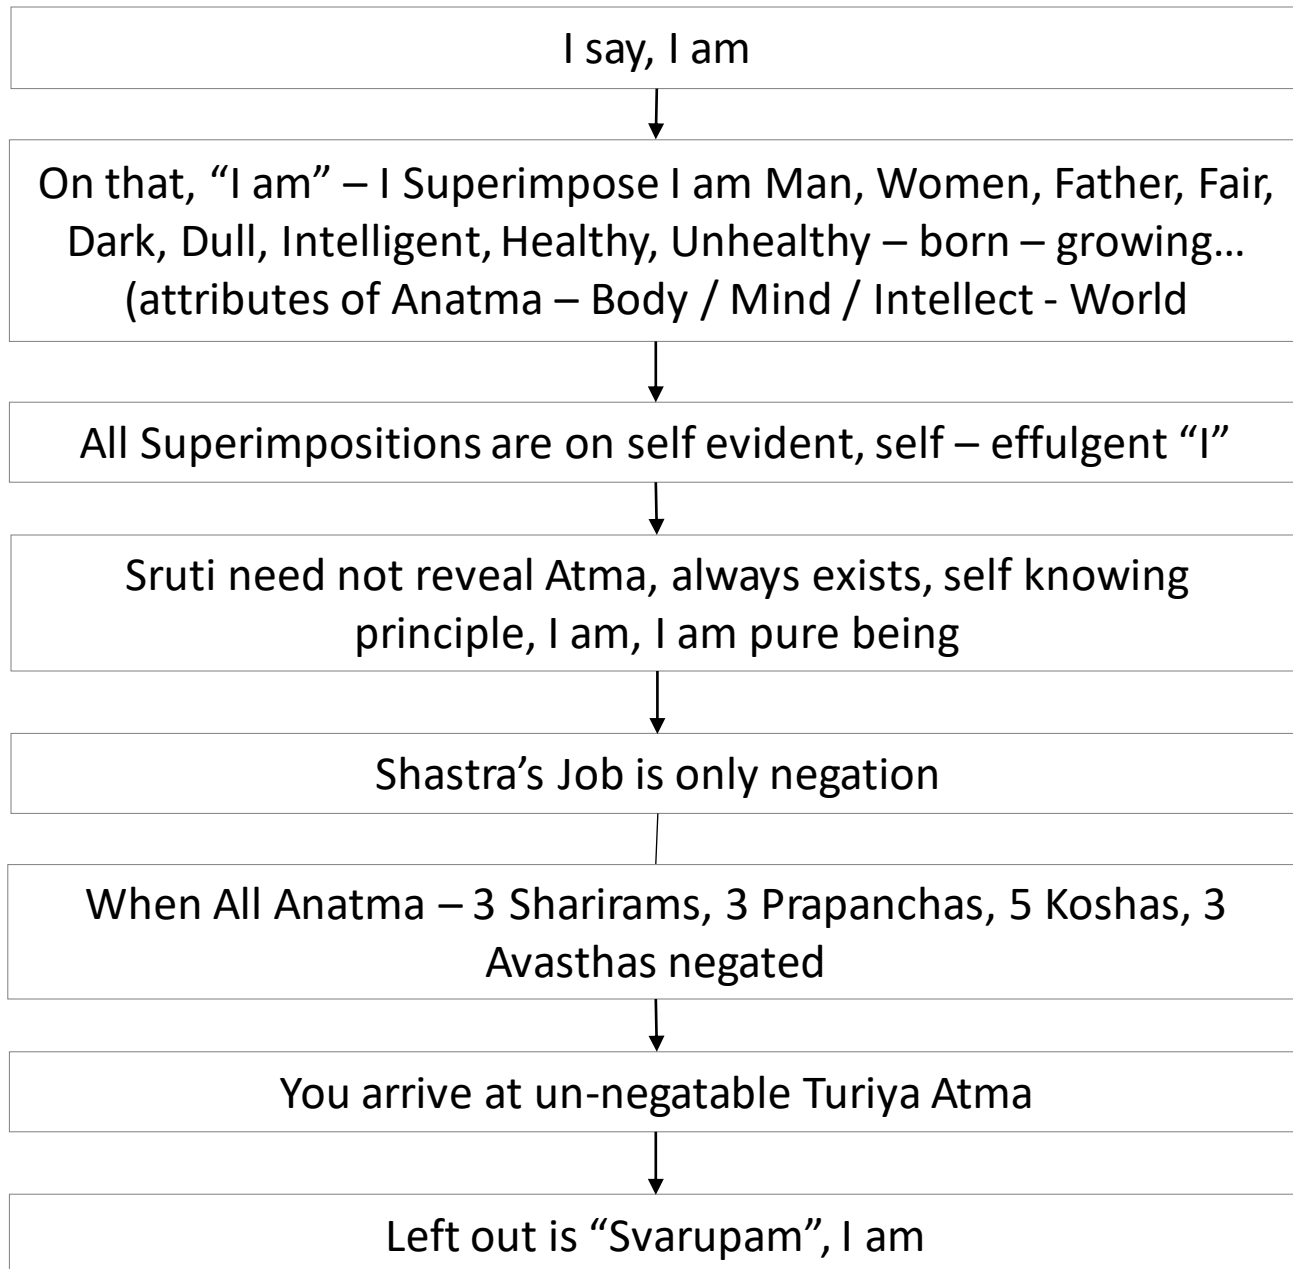 I say, I am
On that, “I am” – I Superimpose I am Man, Women, Father, Fair,
Dark, Dull, Intelligent, Healthy, Unhealthy – born – growing...
(attributes of Anatma – Body / Mind / Intellect - World
All Superimpositions are on self evident, self – effulgent “I”
Sruti need not reveal Atma, always exists, self knowing
principle, I am, I am pure being
Shastra’s Job is only negation
When All Anatma – 3 Sharirams, 3 Prapanchas, 5 Koshas, 3
Avasthas negated
You arrive at un-negatable Turiya Atma
Left out is “Svarupam”, I am